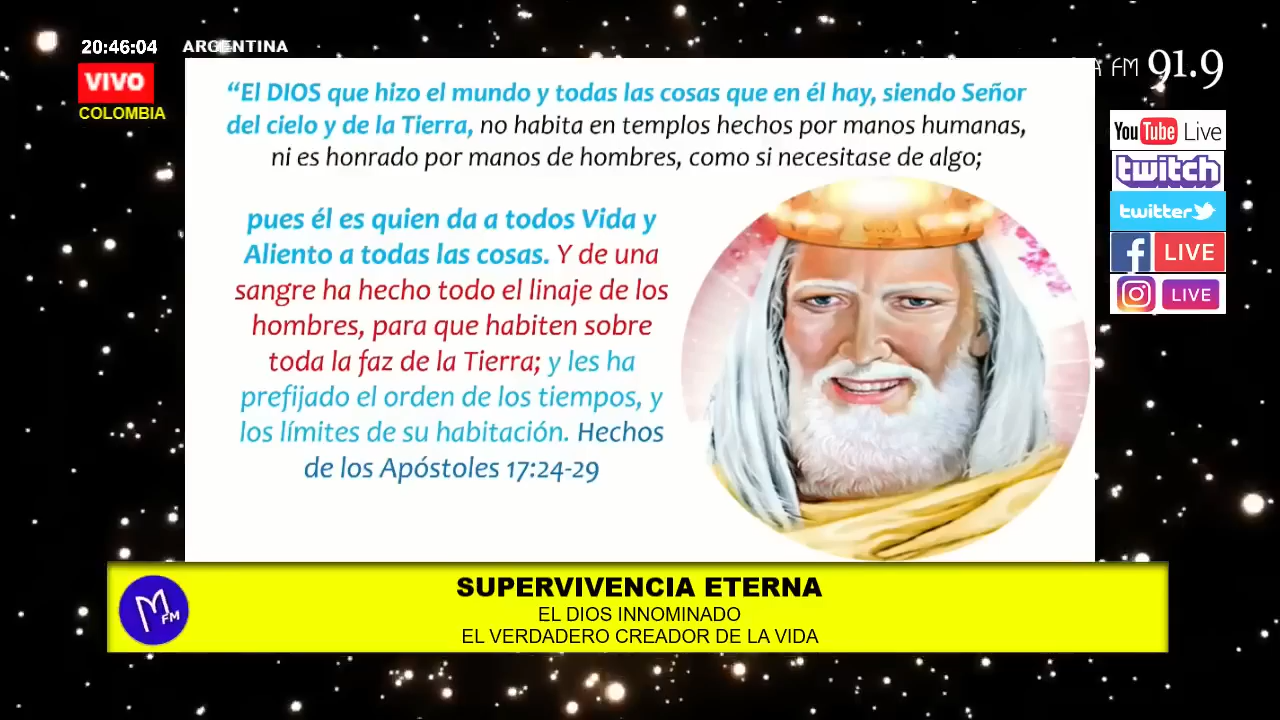 20:46:04 ARGENTINA
VIVO
COLOMBIA
A FM 91.9
YouTube Live
twitch
twitter
f LIVE
LIVE
“El DIOS que hizo el mundo y todas las cosas que en él hay, siendo Señor
del cielo y de la Tierra, no habita en templos hechos por manos humanas,
ni es honrado por manos de hombres, como si necesitase de algo;
pues él es quien da a todos Vida y
Aliento a todas las cosas. Y de una
sangre ha hecho todo el linaje de los
hombres, para que habiten sobre
toda la faz de la Tierra; y les ha
prefijado el orden de los tiempos, y
los límites de su habitación. Hechos
de los Apóstoles 17:24-29
M FM
SUPERVIVENCIA ETERNA
EL DIOS INNOMINADO
EL VERDADERO CREADOR DE LA VIDA